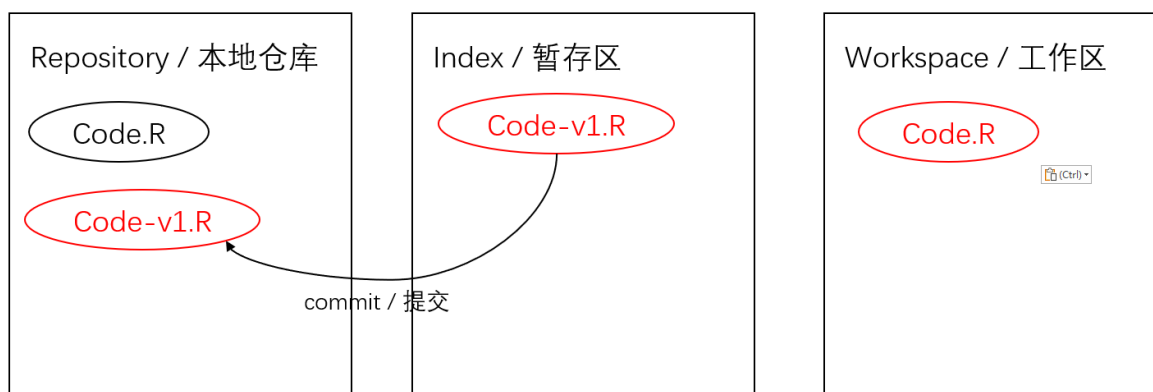 Repository / 本地仓库
Code.R
Code-v1.R
commit / 提交
Index / 暂存区
Code-v1.R
Workspace / 工作区
Code.R
(Ctrl)